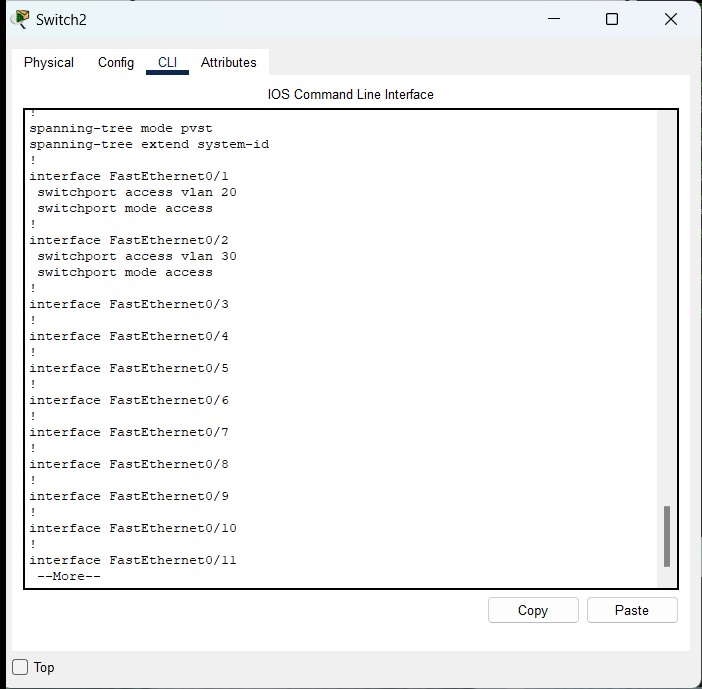 Switch2
Physical Config CLI Attributes
IOS Command Line Interface
!
spanning-tree mode pvst
spanning-tree extend system-id
!
interface FastEthernet0/1
 switchport access vlan 20
 switchport mode access
!
interface FastEthernet0/2
 switchport access vlan 30
 switchport mode access
!
interface FastEthernet0/3
!
interface FastEthernet0/4
!
interface FastEthernet0/5
!
interface FastEthernet0/6
!
interface FastEthernet0/7
!
interface FastEthernet0/8
!
interface FastEthernet0/9
!
interface FastEthernet0/10
!
interface FastEthernet0/11
 --More--
Copy Paste
Top